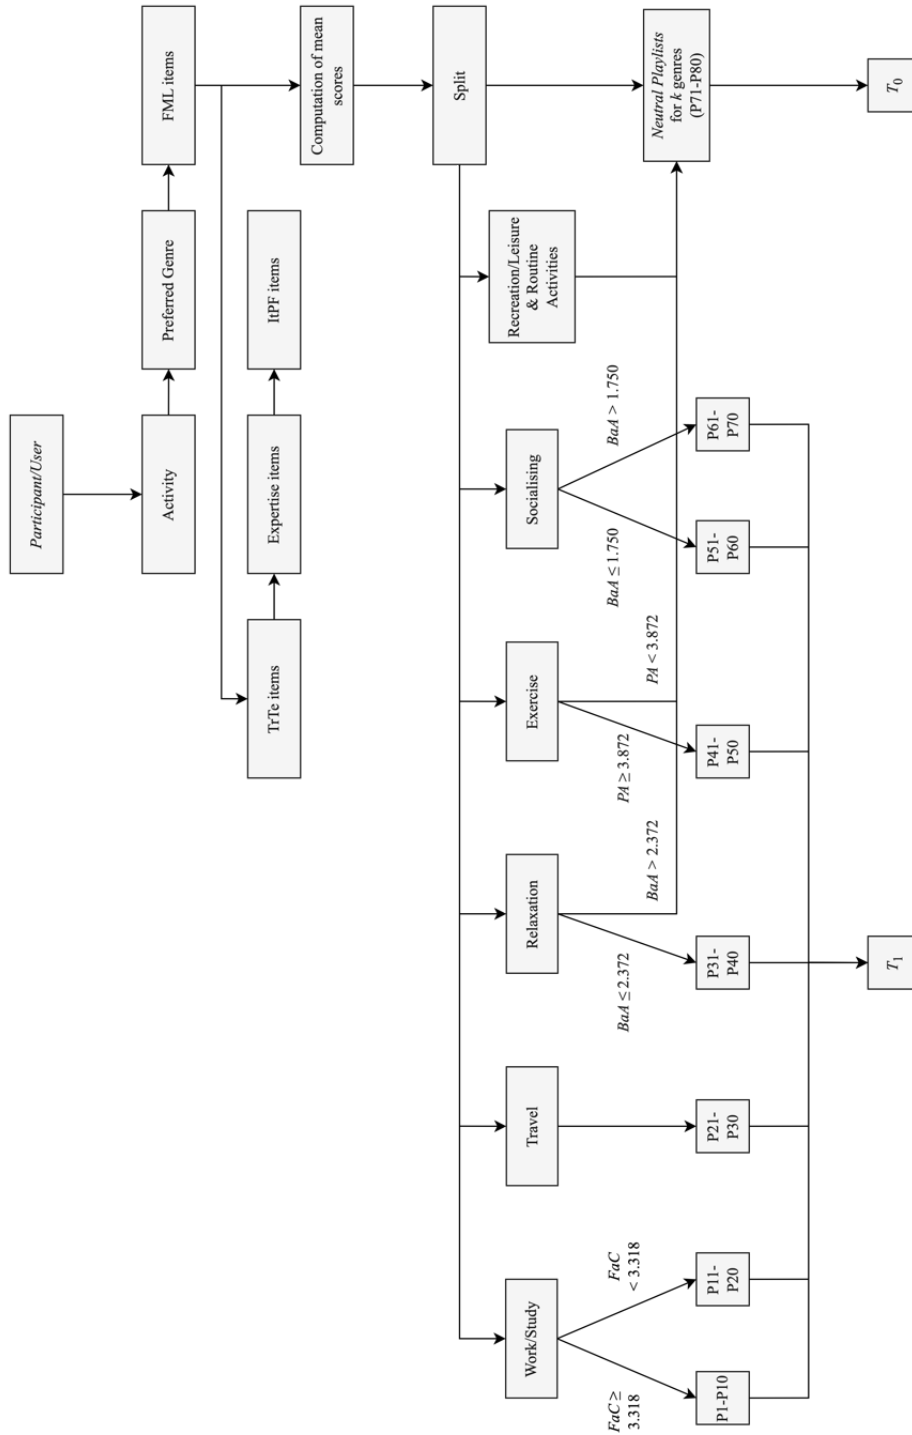 Participant/User
Activity
Preferred Genre
FML items
TrTe items
Expertise items
ItPF items
Computation of mean
scores
Split
Work/Study
Travel
Relaxation
Exercise
Socialising
Recreation/Leisure
& Routine
Activities
FaC ≥
3.318
FaC
< 3.318
BaA ≤ 2.372
BaA > 2.372
PA ≥ 3.872
PA < 3.872
BaA ≤ 1.750
BaA > 1.750
P1-P10
P11-
P20
P21-
P30
P31-
P40
P41-
P50
P51-
P60
P61-
P70
Neutral Playlists
for k genres
(P71-P80)
T1
T0